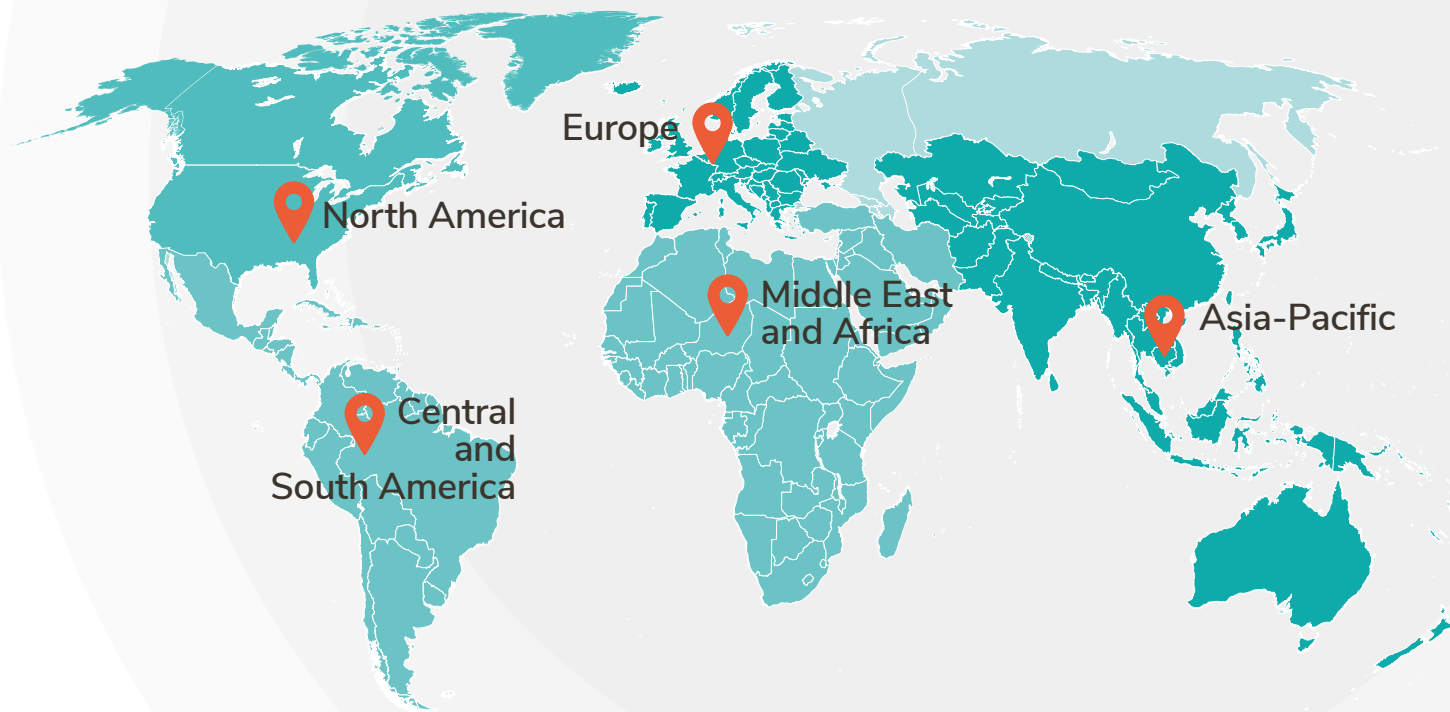 Europe
North America
Middle East
and Africa
Asia-Pacific
Central
and
South America